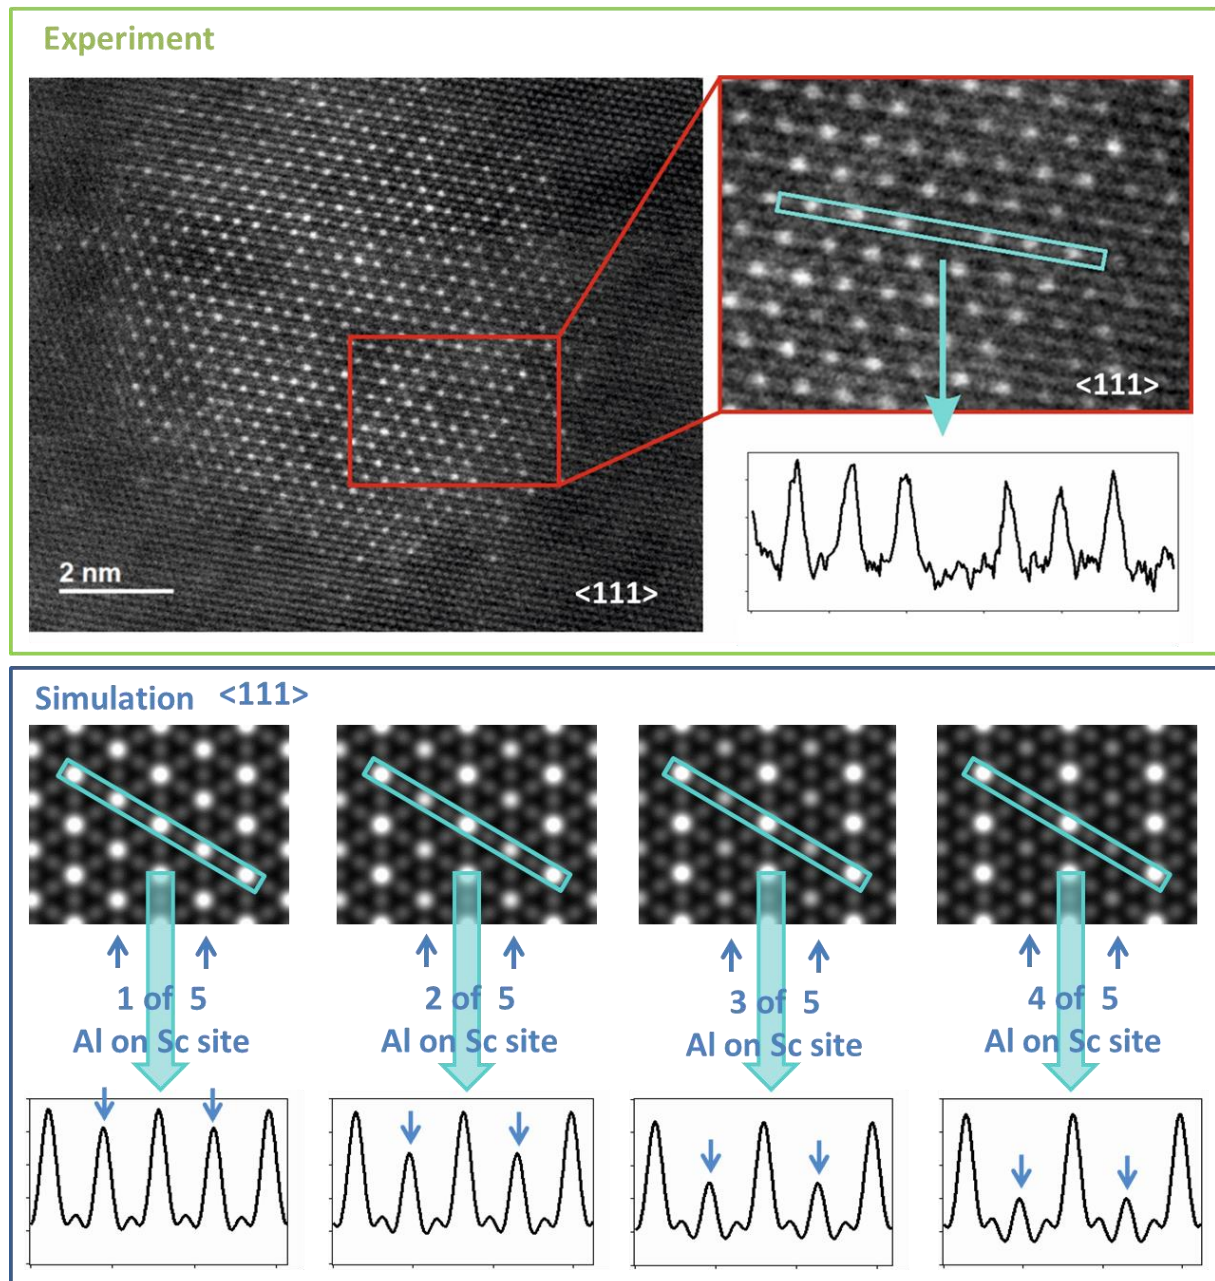 Experiment
2 nm
<111>
<111>
Simulation <111>
1 of 5
Al on Sc site
2 of 5
Al on Sc site
3 of 5
Al on Sc site
4 of 5
Al on Sc site